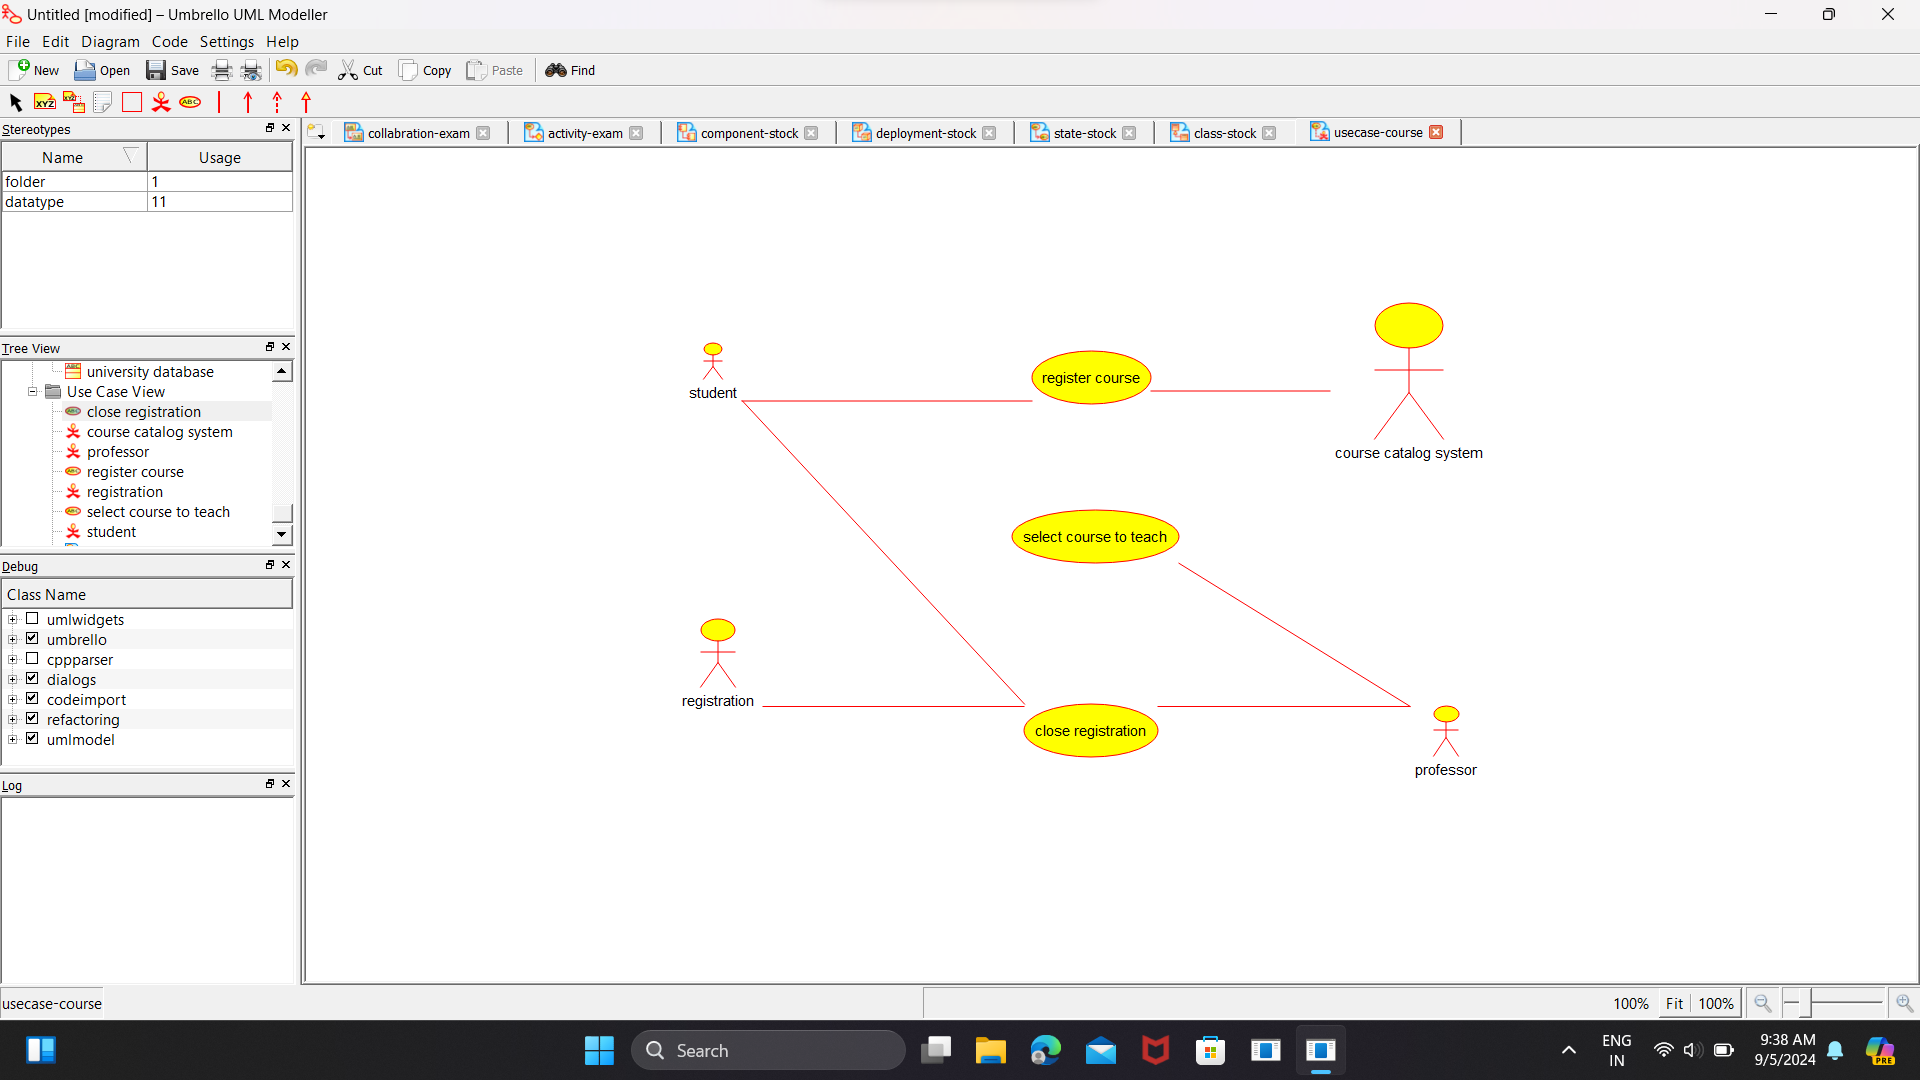 Untitled [modified] – Umbrello UML Modeller
File Edit Diagram Code Settings Help
New Open Save Cut Copy Paste Find
XYZ XYZ ABC
Stereotypes
Name Usage
folder 1
datatype 11
Tree View
university database
Use Case View
close registration
course catalog system
professor
register course
registration
select course to teach
student
Debug
Class Name
umlwidgets
umbrello
cppparser
dialogs
codeimport
refactoring
umlmodel
Log
collabration-exam activity-exam component-stock deployment-stock state-stock class-stock usecase-course
student
register course
course catalog system
select course to teach
registration
close registration
professor
usecase-course
100% Fit 100%
Search
ENG
IN
9:38 AM
9/5/2024
PRE